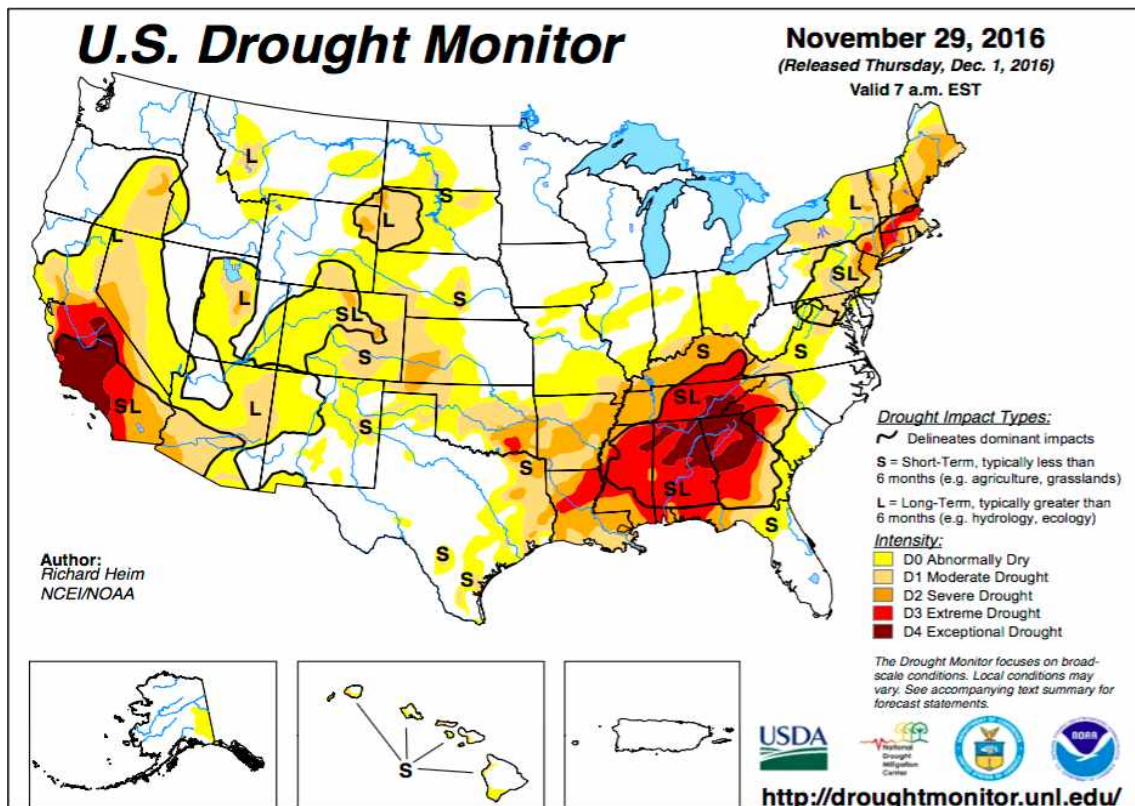 U.S. Drought Monitor
November 29, 2016
(Released Thursday, Dec. 1, 2016)
Valid 7 a.m. EST
L
S
L
L
L
SL
S
L
SL
S
SL
L
S
S
S
S
SL
SL
S
S
S
S
Author:
Richard Heim
NCEI/NOAA
Drought Impact Types:
Delineates dominant impacts
S = Short-Term, typically less than
6 months (e.g. agriculture, grasslands)
L = Long-Term, typically greater than
6 months (e.g. hydrology, ecology)
Intensity:
D0 Abnormally Dry
D1 Moderate Drought
D2 Severe Drought
D3 Extreme Drought
D4 Exceptional Drought
The Drought Monitor focuses on broad-
scale conditions. Local conditions may
vary. See accompanying text summary for
forecast statements.
S
USDA
National
Drought
Mitigation
Center
NOAA
http://droughtmonitor.unl.edu/